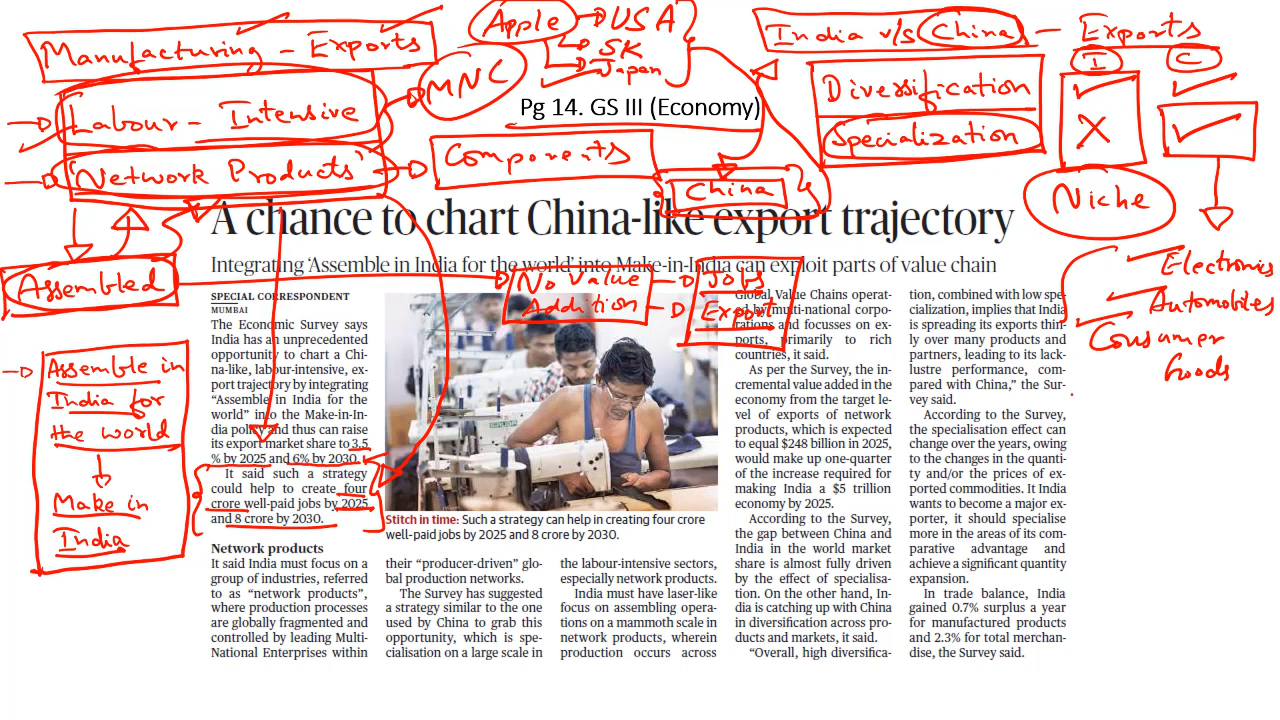 Manufacturing - Exports
Labour - Intensive
Network Products
Assembled
Assemble in
India for
the world
Make in
India
MNC
Apple
USA
SK
Japan
Pg 14. GS III (Economy)
Components
China
India v/s China - Exports
I
C
Diversification
Specialization
Niche
Electronics
Automobiles
Consumer
Goods
No Value
Addition
Jobs
Export
A chance to chart China-like export trajectory
Integrating ‘Assemble in India for the world’ into Make-in-India can exploit parts of value chain
SPECIAL CORRESPONDENT
MUMBAI
The Economic Survey says
India has an unprecedented
opportunity to chart a Chi-
na-like, labour-intensive, ex-
port trajectory by integrating
“Assemble in India for the
world” into the Make-in-In-
dia policy and thus can raise
its export market share to 3.5
% by 2025 and 6% by 2030.
It said such a strategy
could help to create four
crore well-paid jobs by 2025
and 8 crore by 2030.
Network products
It said India must focus on a
group of industries, referred
to as “network products”,
where production processes
are globally fragmented and
controlled by leading Multi-
National Enterprises within
Stitch in time: Such a strategy can help in creating four crore
well-paid jobs by 2025 and 8 crore by 2030.
their “producer-driven” glo-
bal production networks.
The Survey has suggested
a strategy similar to the one
used by China to grab this
opportunity, which is spe-
cialisation on a large scale in
the labour-intensive sectors,
especially network products.
India must have laser-like
focus on assembling opera-
tions on a mammoth scale in
network products, wherein
production occurs across
Global Value Chains operat-
ed by multi-national corpo-
rations and focusses on ex-
ports, primarily to rich
countries, it said.
As per the Survey, the in-
cremental value added in the
economy from the target le-
vel of exports of network
products, which is expected
to equal $248 billion in 2025,
would make up one-quarter
of the increase required for
making India a $5 trillion
economy by 2025.
According to the Survey,
the gap between China and
India in the world market
share is almost fully driven
by the effect of specialisa-
tion. On the other hand, In-
dia is catching up with China
in diversification across pro-
ducts and markets, it said.
“Overall, high diversifica-
tion, combined with low spe-
cialization, implies that India
is spreading its exports thin-
ly over many products and
partners, leading to its lack-
lustre performance, com-
pared with China,” the Sur-
vey said.
According to the Survey,
the specialisation effect can
change over the years, owing
to the changes in the quanti-
ty and/or the prices of ex-
ported commodities. It India
wants to become a major ex-
porter, it should specialise
more in the areas of its com-
parative advantage and
achieve a significant quantity
expansion.
In trade balance, India
gained 0.7% surplus a year
for manufactured products
and 2.3% for total merchan-
dise, the Survey said.